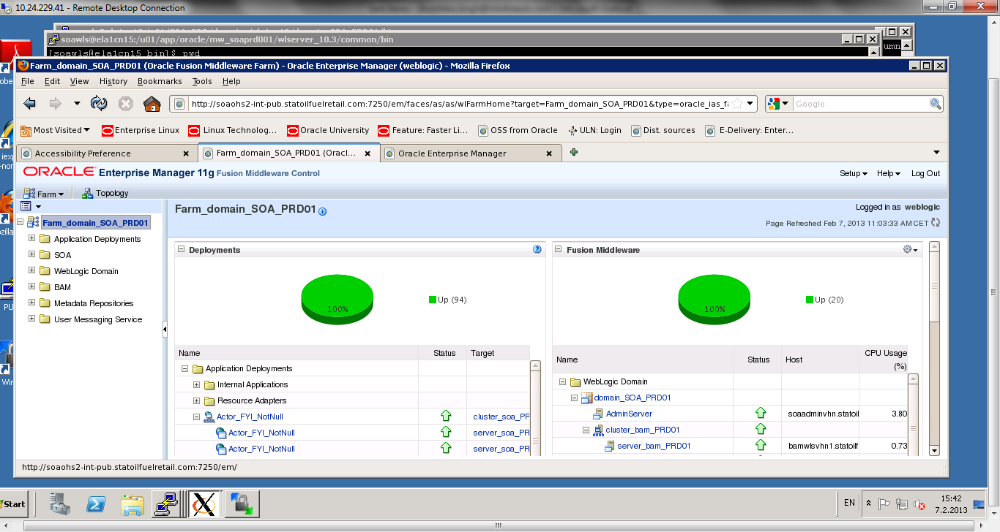 10.24.229.41 - Remote Desktop Connection
soawls@ela1cn15:/u01/app/oracle/mw_soaprd001/wlserver_10.3/common/bin
[soawls@ela1cn15 bin]$ pwd
umn
Farm_domain_SOA_PRD01 (Oracle Fusion Middleware Farm) - Oracle Enterprise Manager (weblogic) - Mozilla Firefox
File Edit View History Bookmarks Tools Help
http://soaohs2-int-pub.statoilfuelretail.com:7250/em/faces/as/as/wlFarmHome?target=Farm_domain_SOA_PRD01&type=oracle_ias_fa
Google
Most Visited Enterprise Linux Linux Technolog... Oracle University Feature: Faster Li... OSS from Oracle ULN: Login Dist. sources E-Delivery: Enter...
Accessibility Preference Farm_domain_SOA_PRD01 (Oracl... Oracle Enterprise Manager
ORACLE Enterprise Manager 11g Fusion Middleware Control
Setup Help Log Out
Farm Topology
Farm_domain_SOA_PRD01
Application Deployments
SOA
WebLogic Domain
BAM
Metadata Repositories
User Messaging Service
Farm_domain_SOA_PRD01
Logged in as weblogic
Page Refreshed Feb 7, 2013 11:03:33 AM CET
Deployments
100%
Up (94)
Name Status Target
Application Deployments
Internal Applications
Resource Adapters
Actor_FYI_NotNull cluster_soa_PR
Actor_FYI_NotNull server_soa_PR
Actor_FYI_NotNull server_soa_PR
Fusion Middleware
100%
Up (20)
Name Status Host CPU Usage (%)
WebLogic Domain
domain_SOA_PRD01
AdminServer soaadminvhn.statoil 3.80
cluster_bam_PRD01
server_bam_PRD01 bamwlsvhn1.statoilf 0.73
http://soaohs2-int-pub.statoilfuelretail.com:7250/em/
Start
EN
15:42
7.2.2013